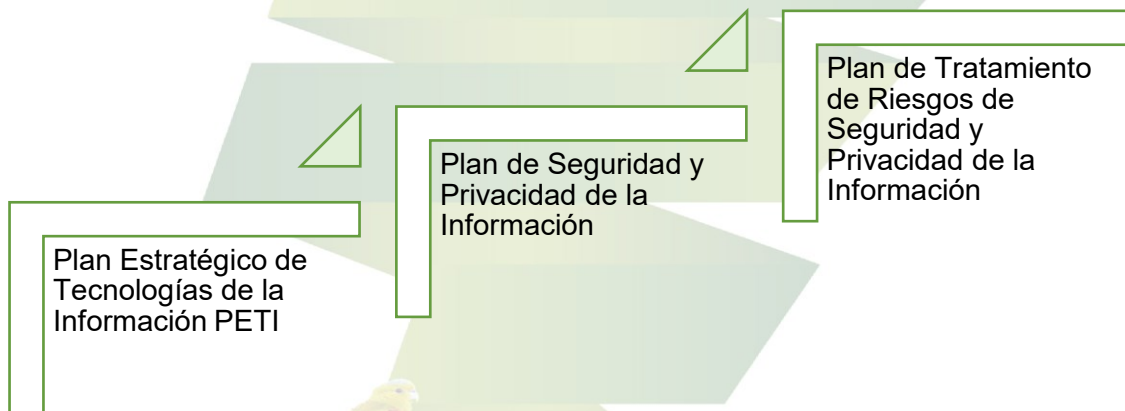 Plan Estratégico de
Tecnologías de la
Información PETI
Plan de Seguridad y
Privacidad de la
Información
Plan de Tratamiento
de Riesgos de
Seguridad y
Privacidad de la
Información